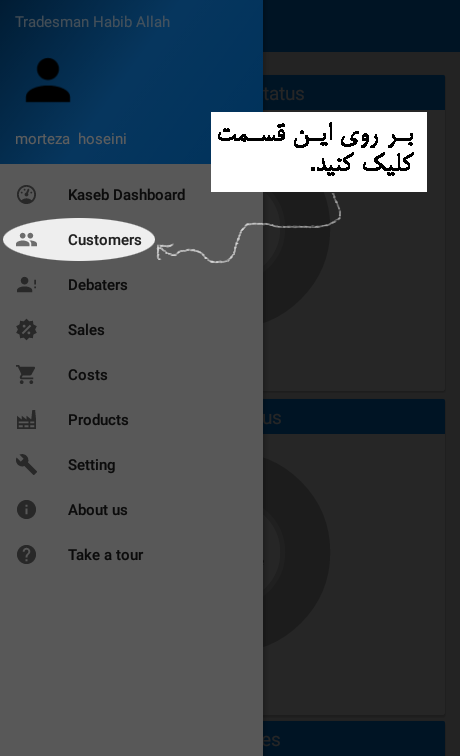 Tradesman Habib Allah
morteza hoseini
tatus
بر روی این قسمت
کلیک کنید.
Kaseb Dashboard
Customers
Debaters
Sales
Costs
Products
Setting
About us
Take a tour
us
es